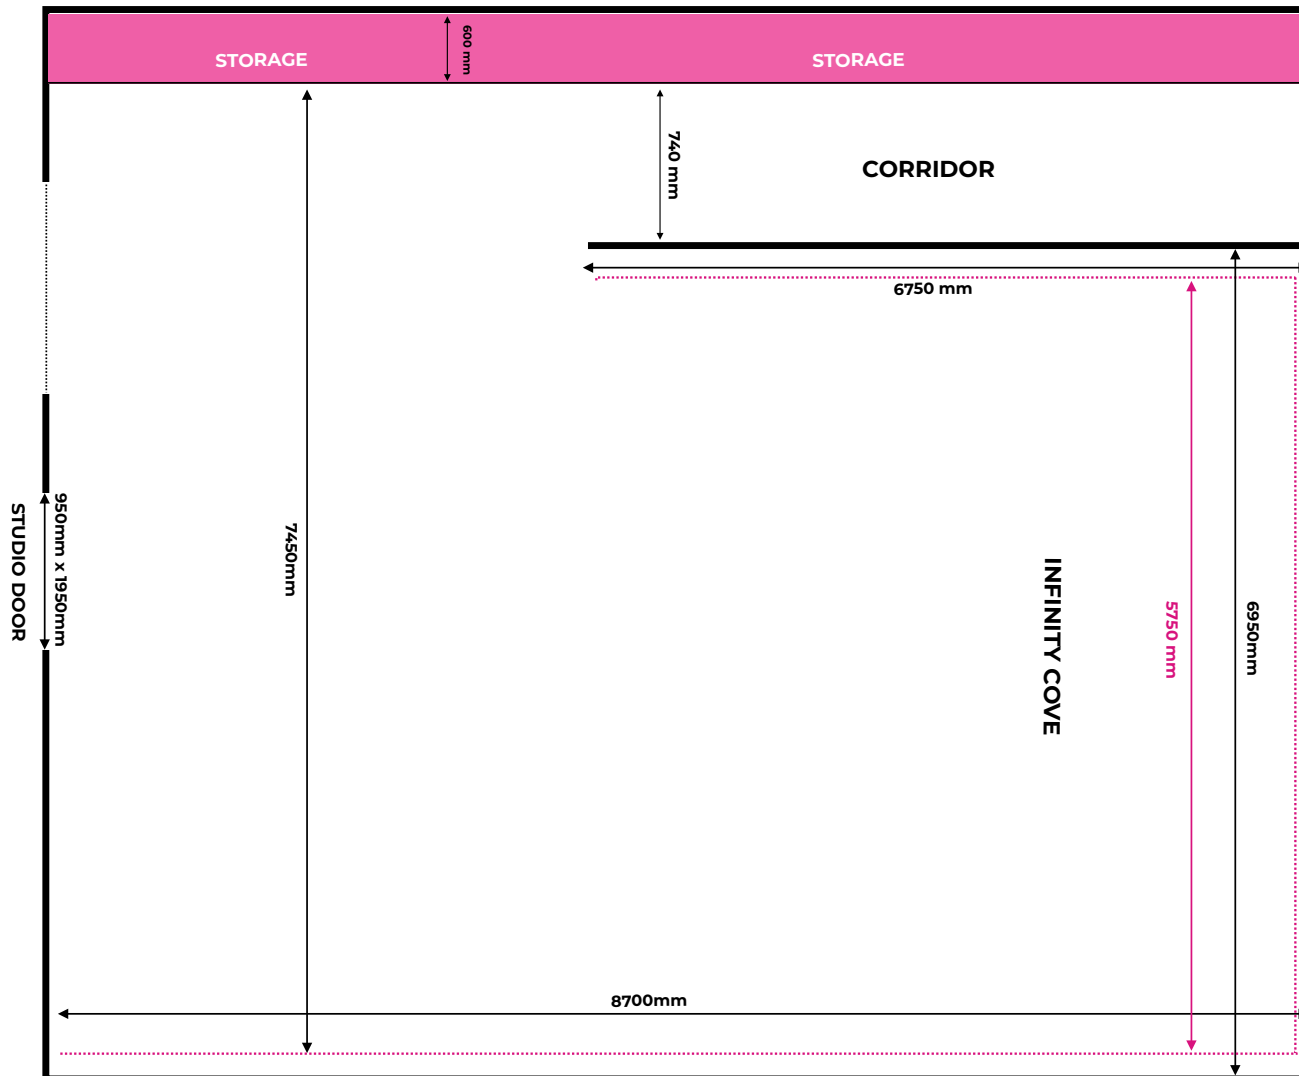 STORAGE
600 mm
STORAGE
740 mm
CORRIDOR
6750 mm
STUDIO DOOR
950mm x 1950mm
7450mm
INFINITY COVE
5750 mm
6950mm
8700mm